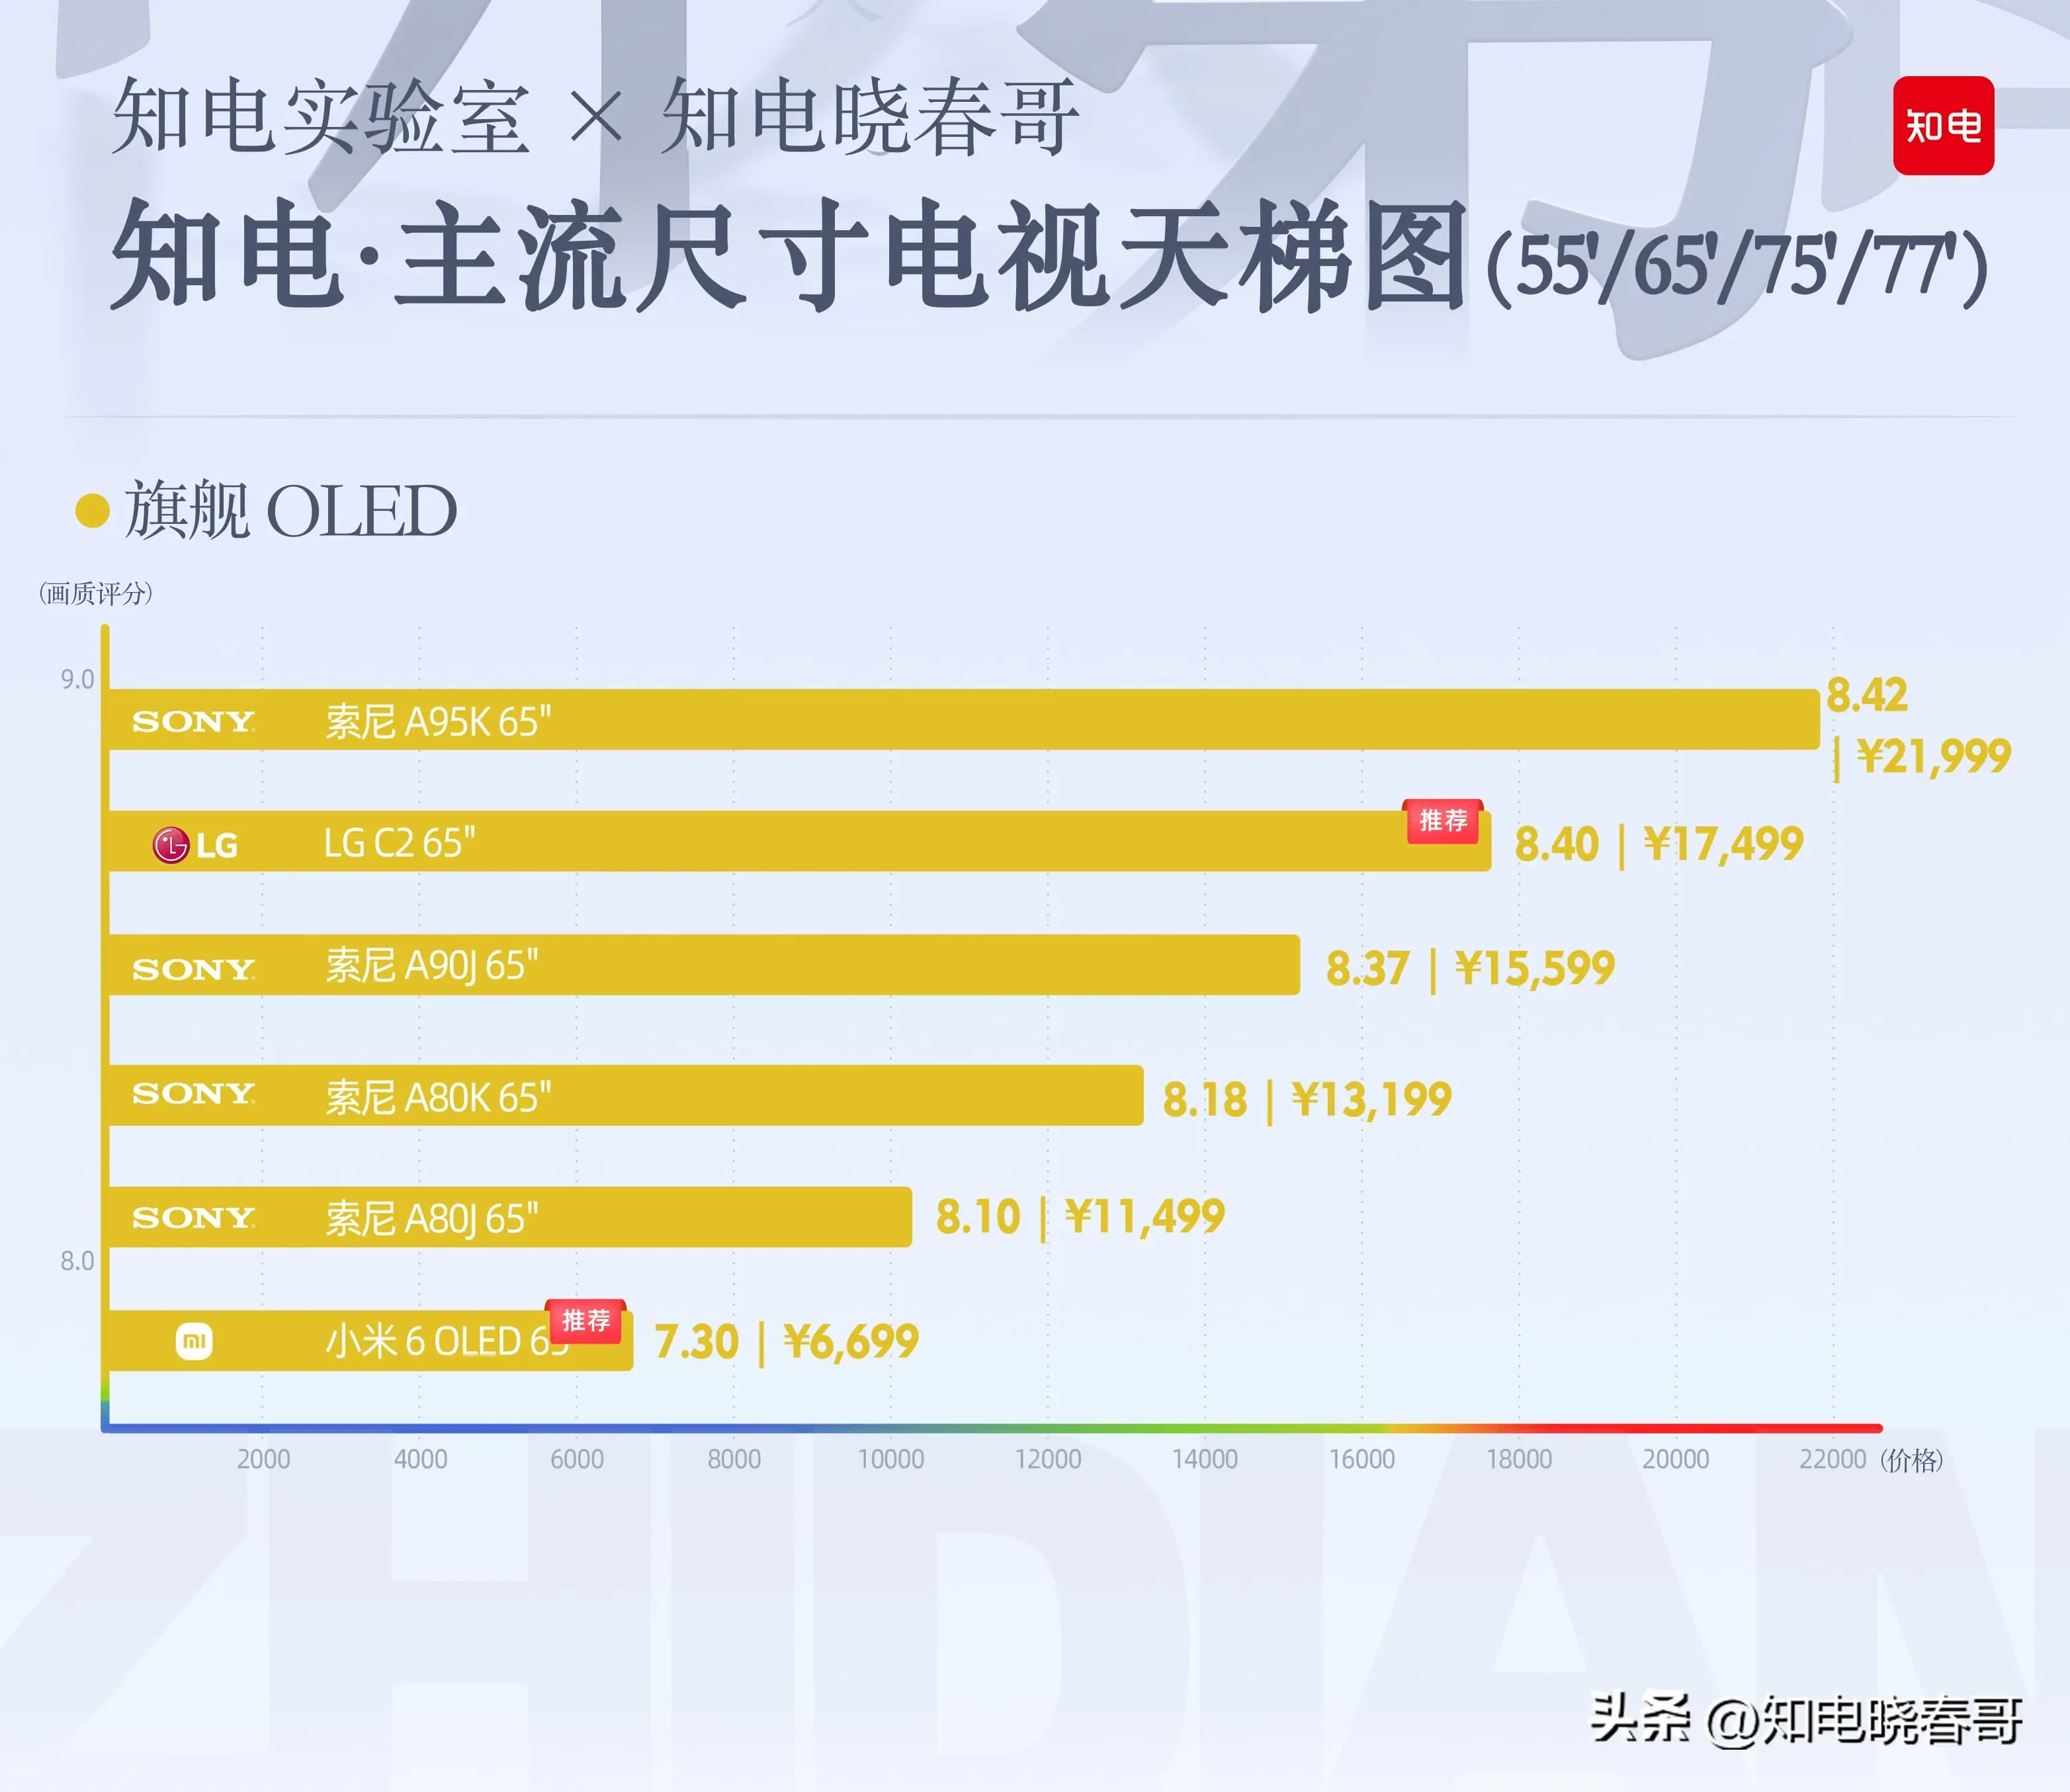 知电实验室 × 知电晓春哥
知电
知电·主流尺寸电视天梯图(55'/65'/75'/77')
旗舰 OLED
(画质评分)
9.0
SONY 索尼 A95K 65" 8.42
| ¥21,999
LG LG C2 65" 推荐 8.40 | ¥17,499
SONY 索尼 A90J 65" 8.37 | ¥15,599
SONY 索尼 A80K 65" 8.18 | ¥13,199
SONY 索尼 A80J 65" 8.10 | ¥11,499
8.0
mi 小米 6 OLED 推荐 7.30 | ¥6,699
2000 4000 6000 8000 10000 12000 14000 16000 18000 20000 22000 (价格)
ZHIDIAN
头条 @知电晓春哥